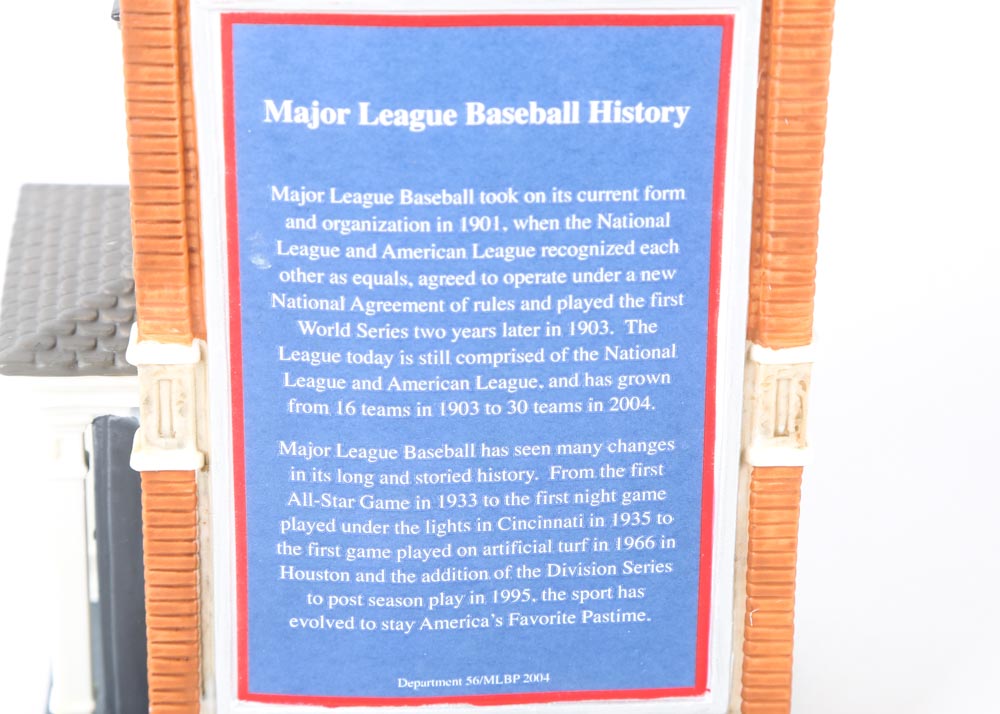 Major League Baseball History
Major League Baseball took on its current form
and organization in 1901, when the National
League and American League recognized each
other as equals, agreed to operate under a new
National Agreement of rules and played the first
World Series two years later in 1903. The
League today is still comprised of the National
League and American League, and has grown
from 16 teams in 1903 to 30 teams in 2004.
Major League Baseball has seen many changes
in its long and storied history. From the first
All-Star Game in 1933 to the first night game
played under the lights in Cincinnati in 1935 to
the first game played on artificial turf in 1966 in
Houston and the addition of the Division Series
to post season play in 1995, the sport has
evolved to stay America's Favorite Pastime.
Department 56/MLBP 2004